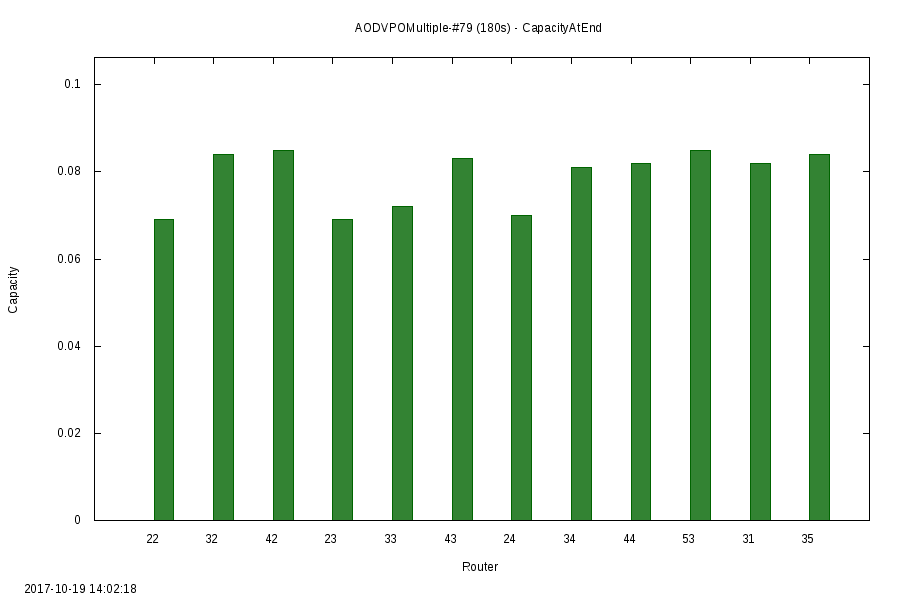 AODVPOMultiple-#79 (180s) - CapacityAtEnd
0.1
0.08
0.06
0.04
0.02
0
Capacity
22 32 42 23 33 43 24 34 44 53 31 35
Router
2017-10-19 14:02:18